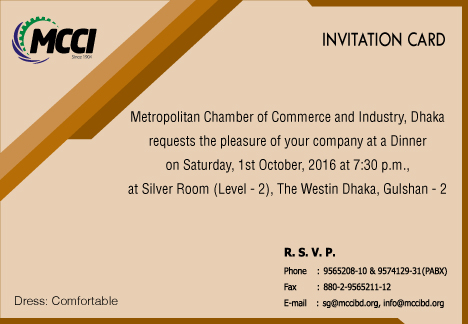 MCCI
Since 1904
INVITATION CARD
Metropolitan Chamber of Commerce and Industry, Dhaka
requests the pleasure of your company at a Dinner
on Saturday, 1st October, 2016 at 7:30 p.m.,
at Silver Room (Level - 2), The Westin Dhaka, Gulshan - 2
R. S. V. P.
Phone : 9565208-10 & 9574129-31(PABX)
Fax : 880-2-9565211-12
E-mail : sg@mccibd.org, info@mccibd.org
Dress: Comfortable